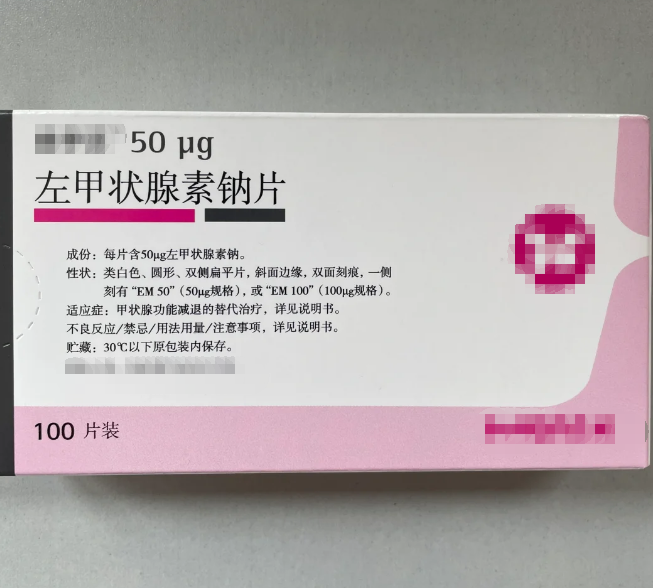 50 µg
左甲状腺素钠片
成份：每片含50µg左甲状腺素钠。
性状：类白色、圆形、双侧扁平片，斜面边缘，双面刻痕，一侧
刻有“EM 50”（50µg规格），或“EM 100”（100µg规格）。
适应症：甲状腺功能减退的替代治疗，详见说明书。
不良反应/禁忌/用法用量/注意事项，详见说明书。
贮藏：30℃以下原包装内保存。
100 片装